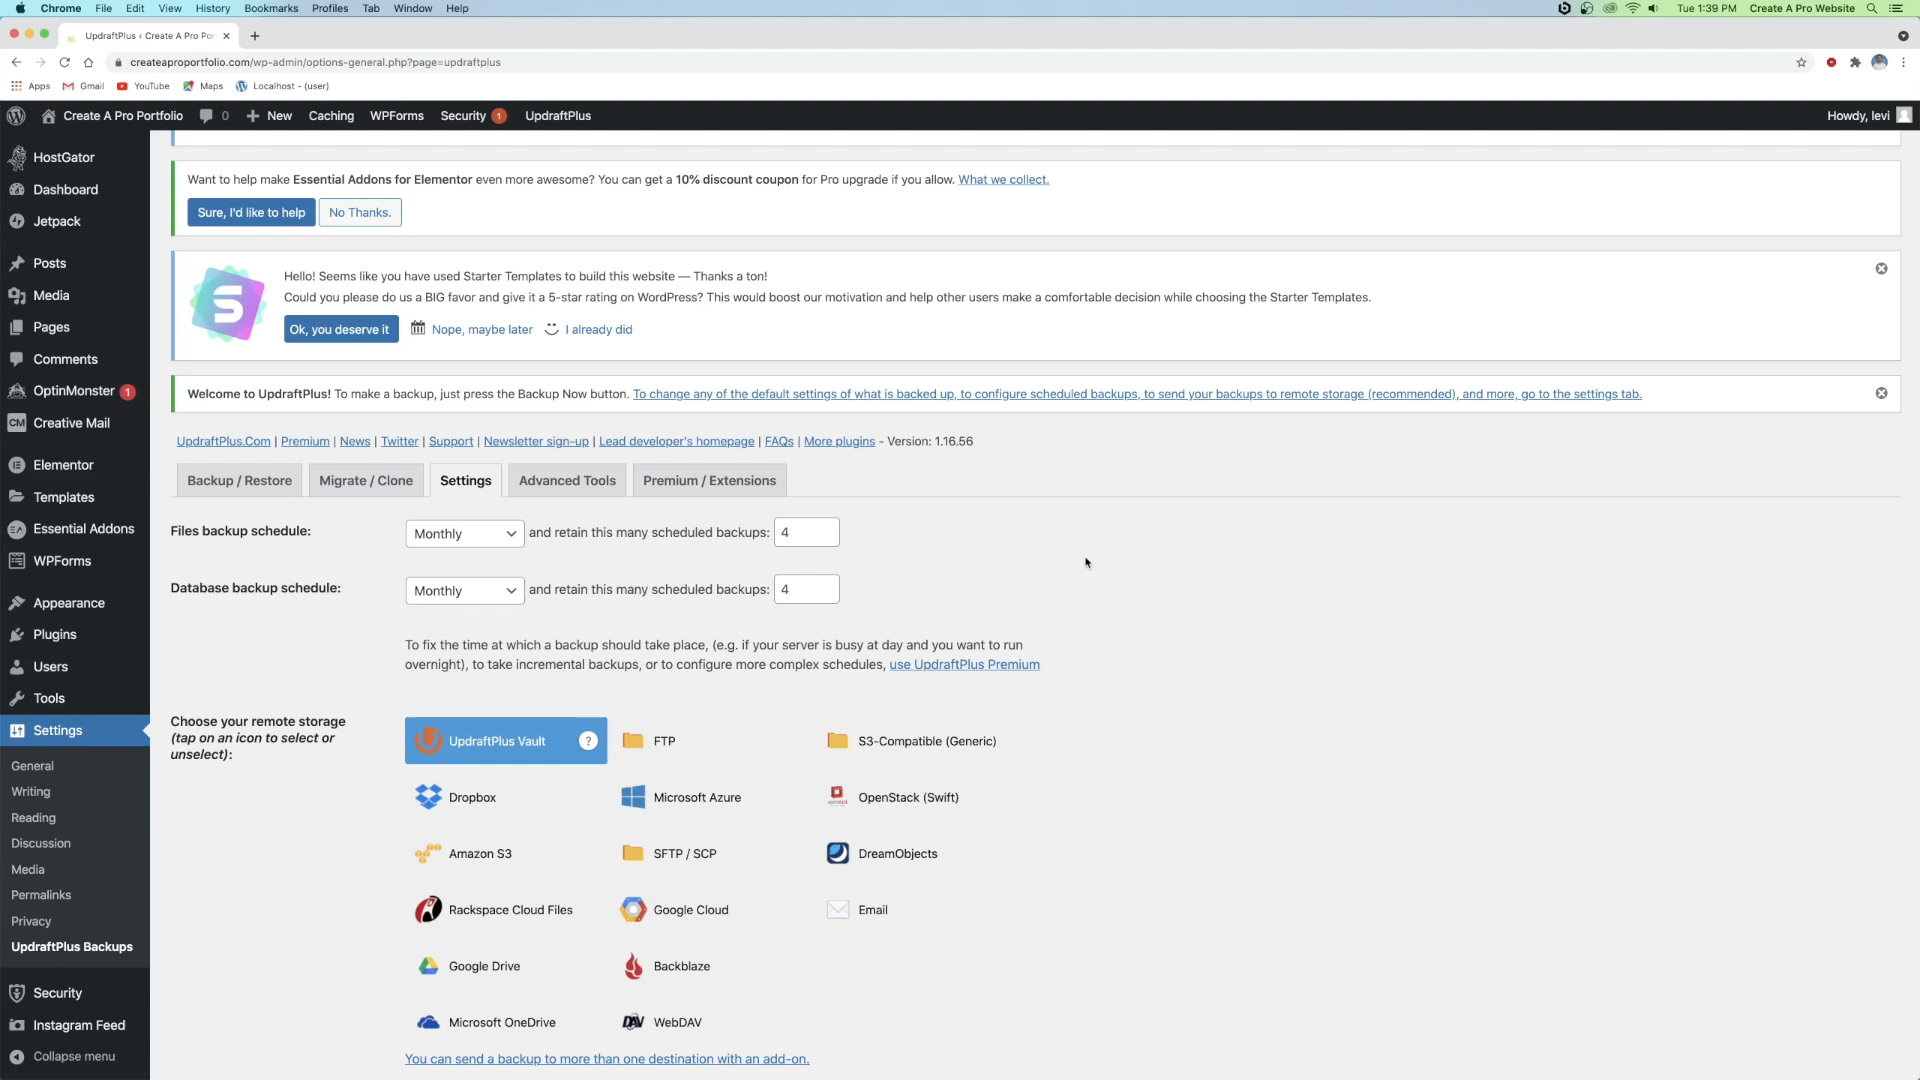 Chrome File Edit View History Bookmarks Profiles Tab Window Help
Tue 1:39 PM Create A Pro Website
UpdraftPlus ‹ Create A Pro Por
createaproportfolio.com/wp-admin/options-general.php?page=updraftplus
Apps Gmail YouTube Maps Localhost - (user)
Create A Pro Portfolio 0 New Caching WPForms Security 1 UpdraftPlus Howdy, levi
HostGator
Dashboard
Jetpack
Posts
Media
Pages
Comments
OptinMonster 1
CM Creative Mail
Elementor
Templates
EA Essential Addons
WPForms
Appearance
Plugins
Users
Tools
Settings
General
Writing
Reading
Discussion
Media
Permalinks
Privacy
UpdraftPlus Backups
Security
Instagram Feed
Collapse menu
Want to help make Essential Addons for Elementor even more awesome? You can get a 10% discount coupon for Pro upgrade if you allow. What we collect.
Sure, I'd like to help No Thanks.
Hello! Seems like you have used Starter Templates to build this website — Thanks a ton!
Could you please do us a BIG favor and give it a 5-star rating on WordPress? This would boost our motivation and help other users make a comfortable decision while choosing the Starter Templates.
Ok, you deserve it Nope, maybe later I already did
Welcome to UpdraftPlus! To make a backup, just press the Backup Now button. To change any of the default settings of what is backed up, to configure scheduled backups, to send your backups to remote storage (recommended), and more, go to the settings tab.
UpdraftPlus.Com | Premium | News | Twitter | Support | Newsletter sign-up | Lead developer's homepage | FAQs | More plugins - Version: 1.16.56
Backup / Restore Migrate / Clone Settings Advanced Tools Premium / Extensions
Files backup schedule: Monthly and retain this many scheduled backups: 4
Database backup schedule: Monthly and retain this many scheduled backups: 4
To fix the time at which a backup should take place, (e.g. if your server is busy at day and you want to run
overnight), to take incremental backups, or to configure more complex schedules, use UpdraftPlus Premium
Choose your remote storage
(tap on an icon to select or
unselect):
UpdraftPlus Vault ? FTP S3-Compatible (Generic)
Dropbox Microsoft Azure OpenStack (Swift)
Amazon S3 SFTP / SCP DreamObjects
Rackspace Cloud Files Google Cloud Email
Google Drive Backblaze
Microsoft OneDrive DAV WebDAV
You can send a backup to more than one destination with an add-on.